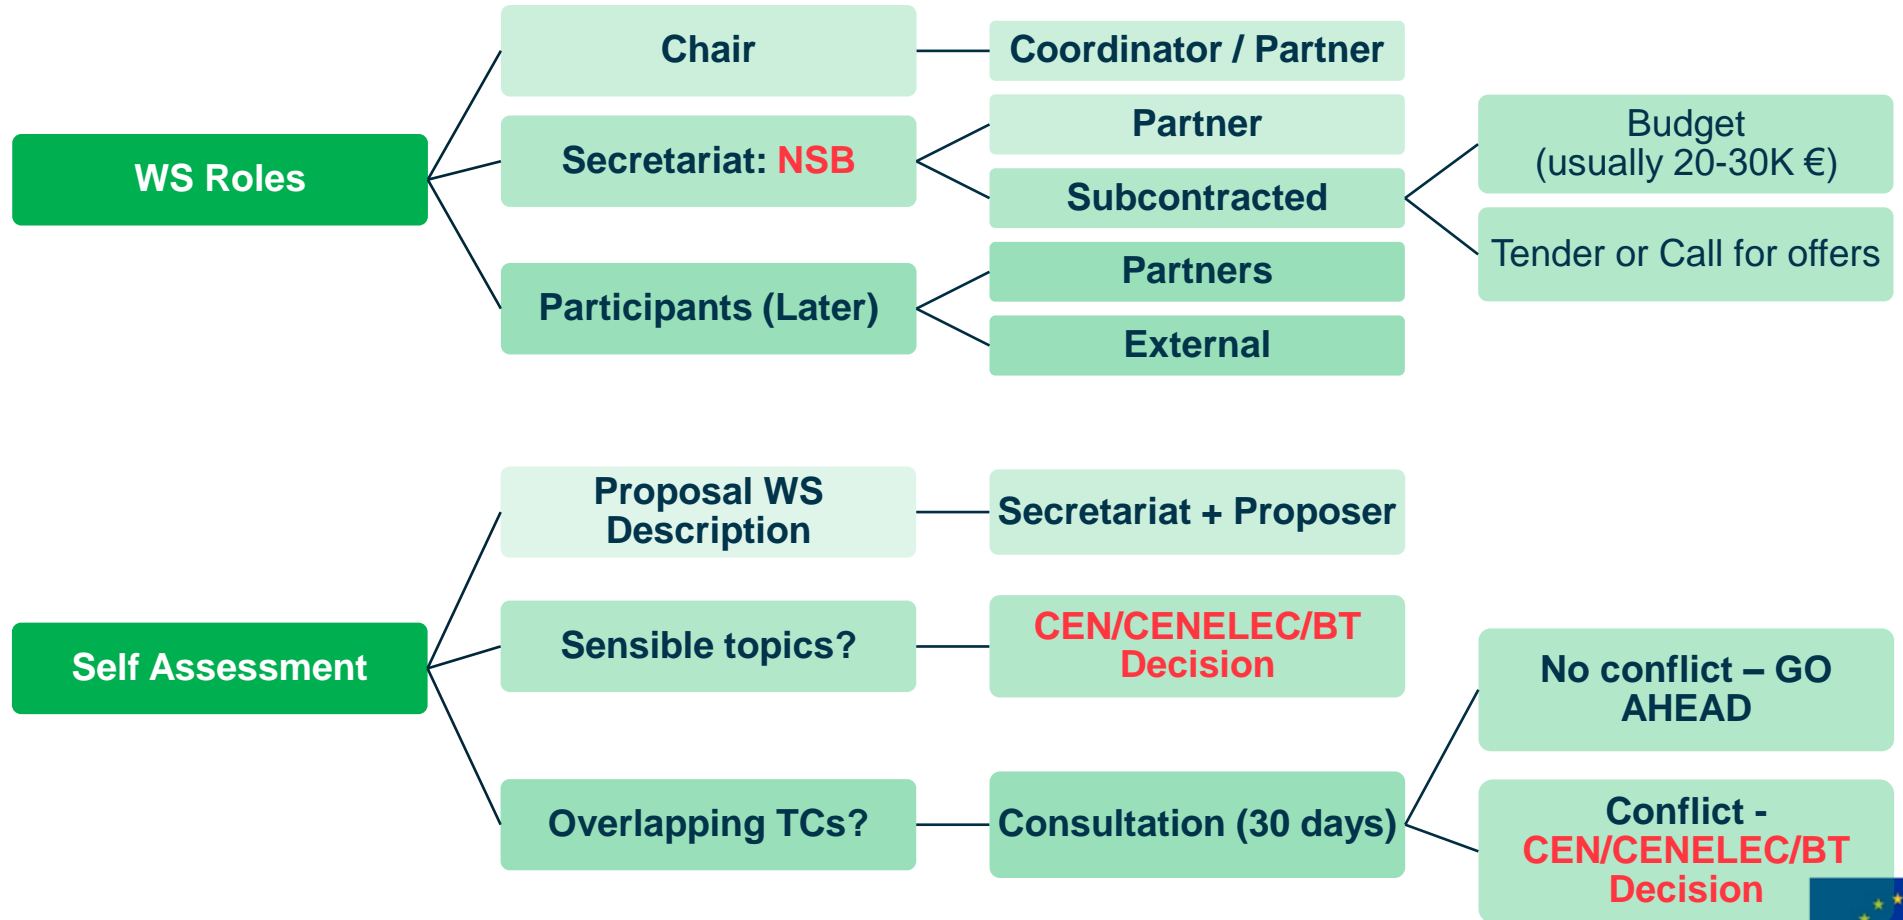 WS Roles
Chair
Coordinator / Partner
Secretariat: NSB
Partner
Subcontracted
Budget
(usually 20-30K €)
Tender or Call for offers
Participants (Later)
Partners
External
Self Assessment
Proposal WS
Description
Secretariat + Proposer
Sensible topics?
CEN/CENELEC/BT
Decision
Overlapping TCs?
Consultation (30 days)
No conflict – GO
AHEAD
Conflict -
CEN/CENELEC/BT
Decision